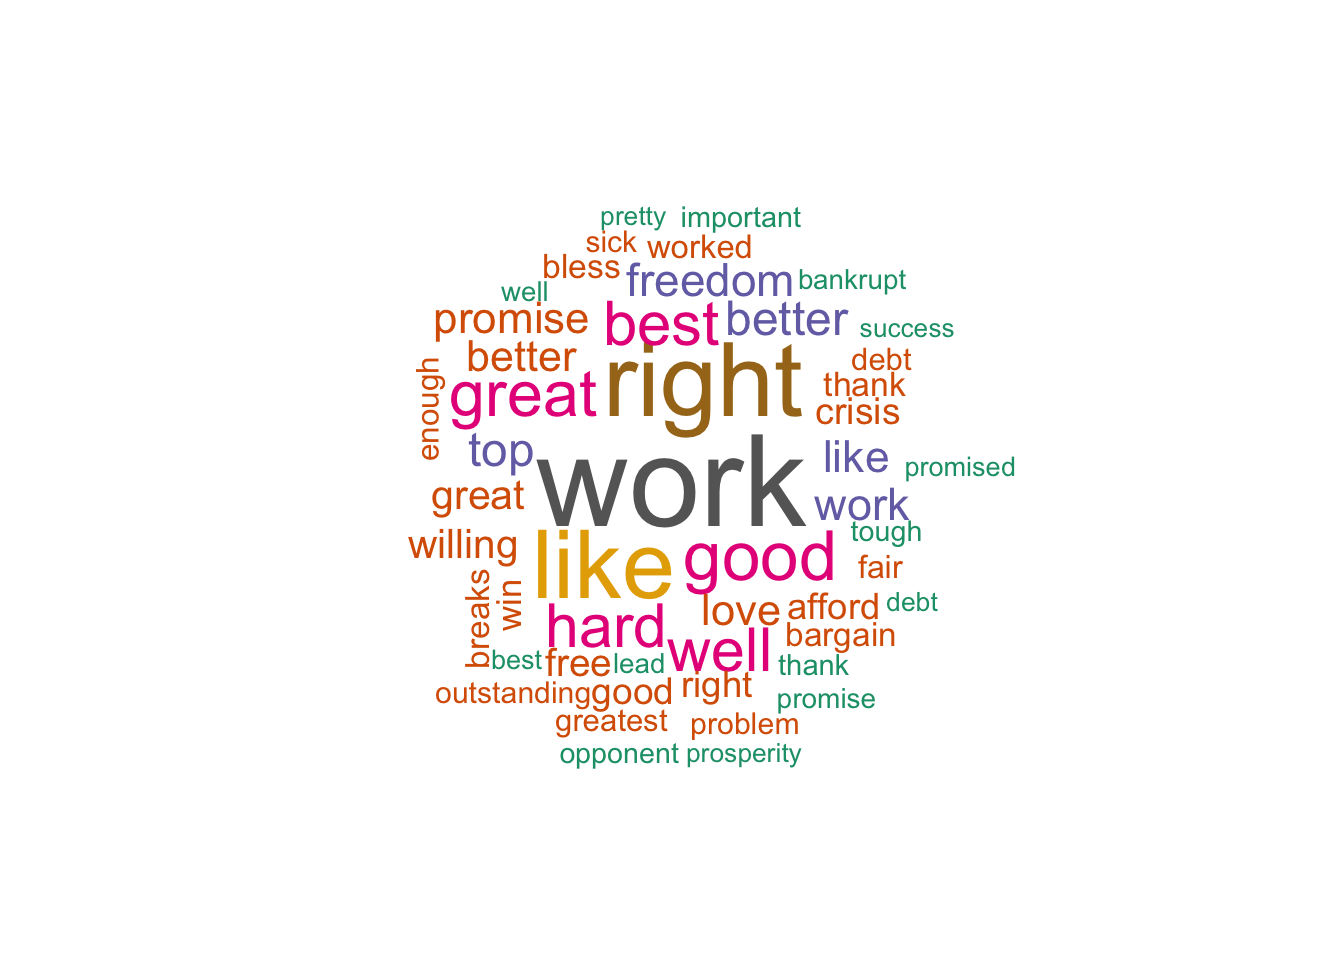 pretty important
sick worked
bless freedom bankrupt
well
promise best better success
better right debt
enough great thank
crisis
top work like promised
great work
willing like good tough
fair
breaks win hard love afford debt
well bargain
best free lead thank
outstanding good right promise
greatest problem
opponent prosperity